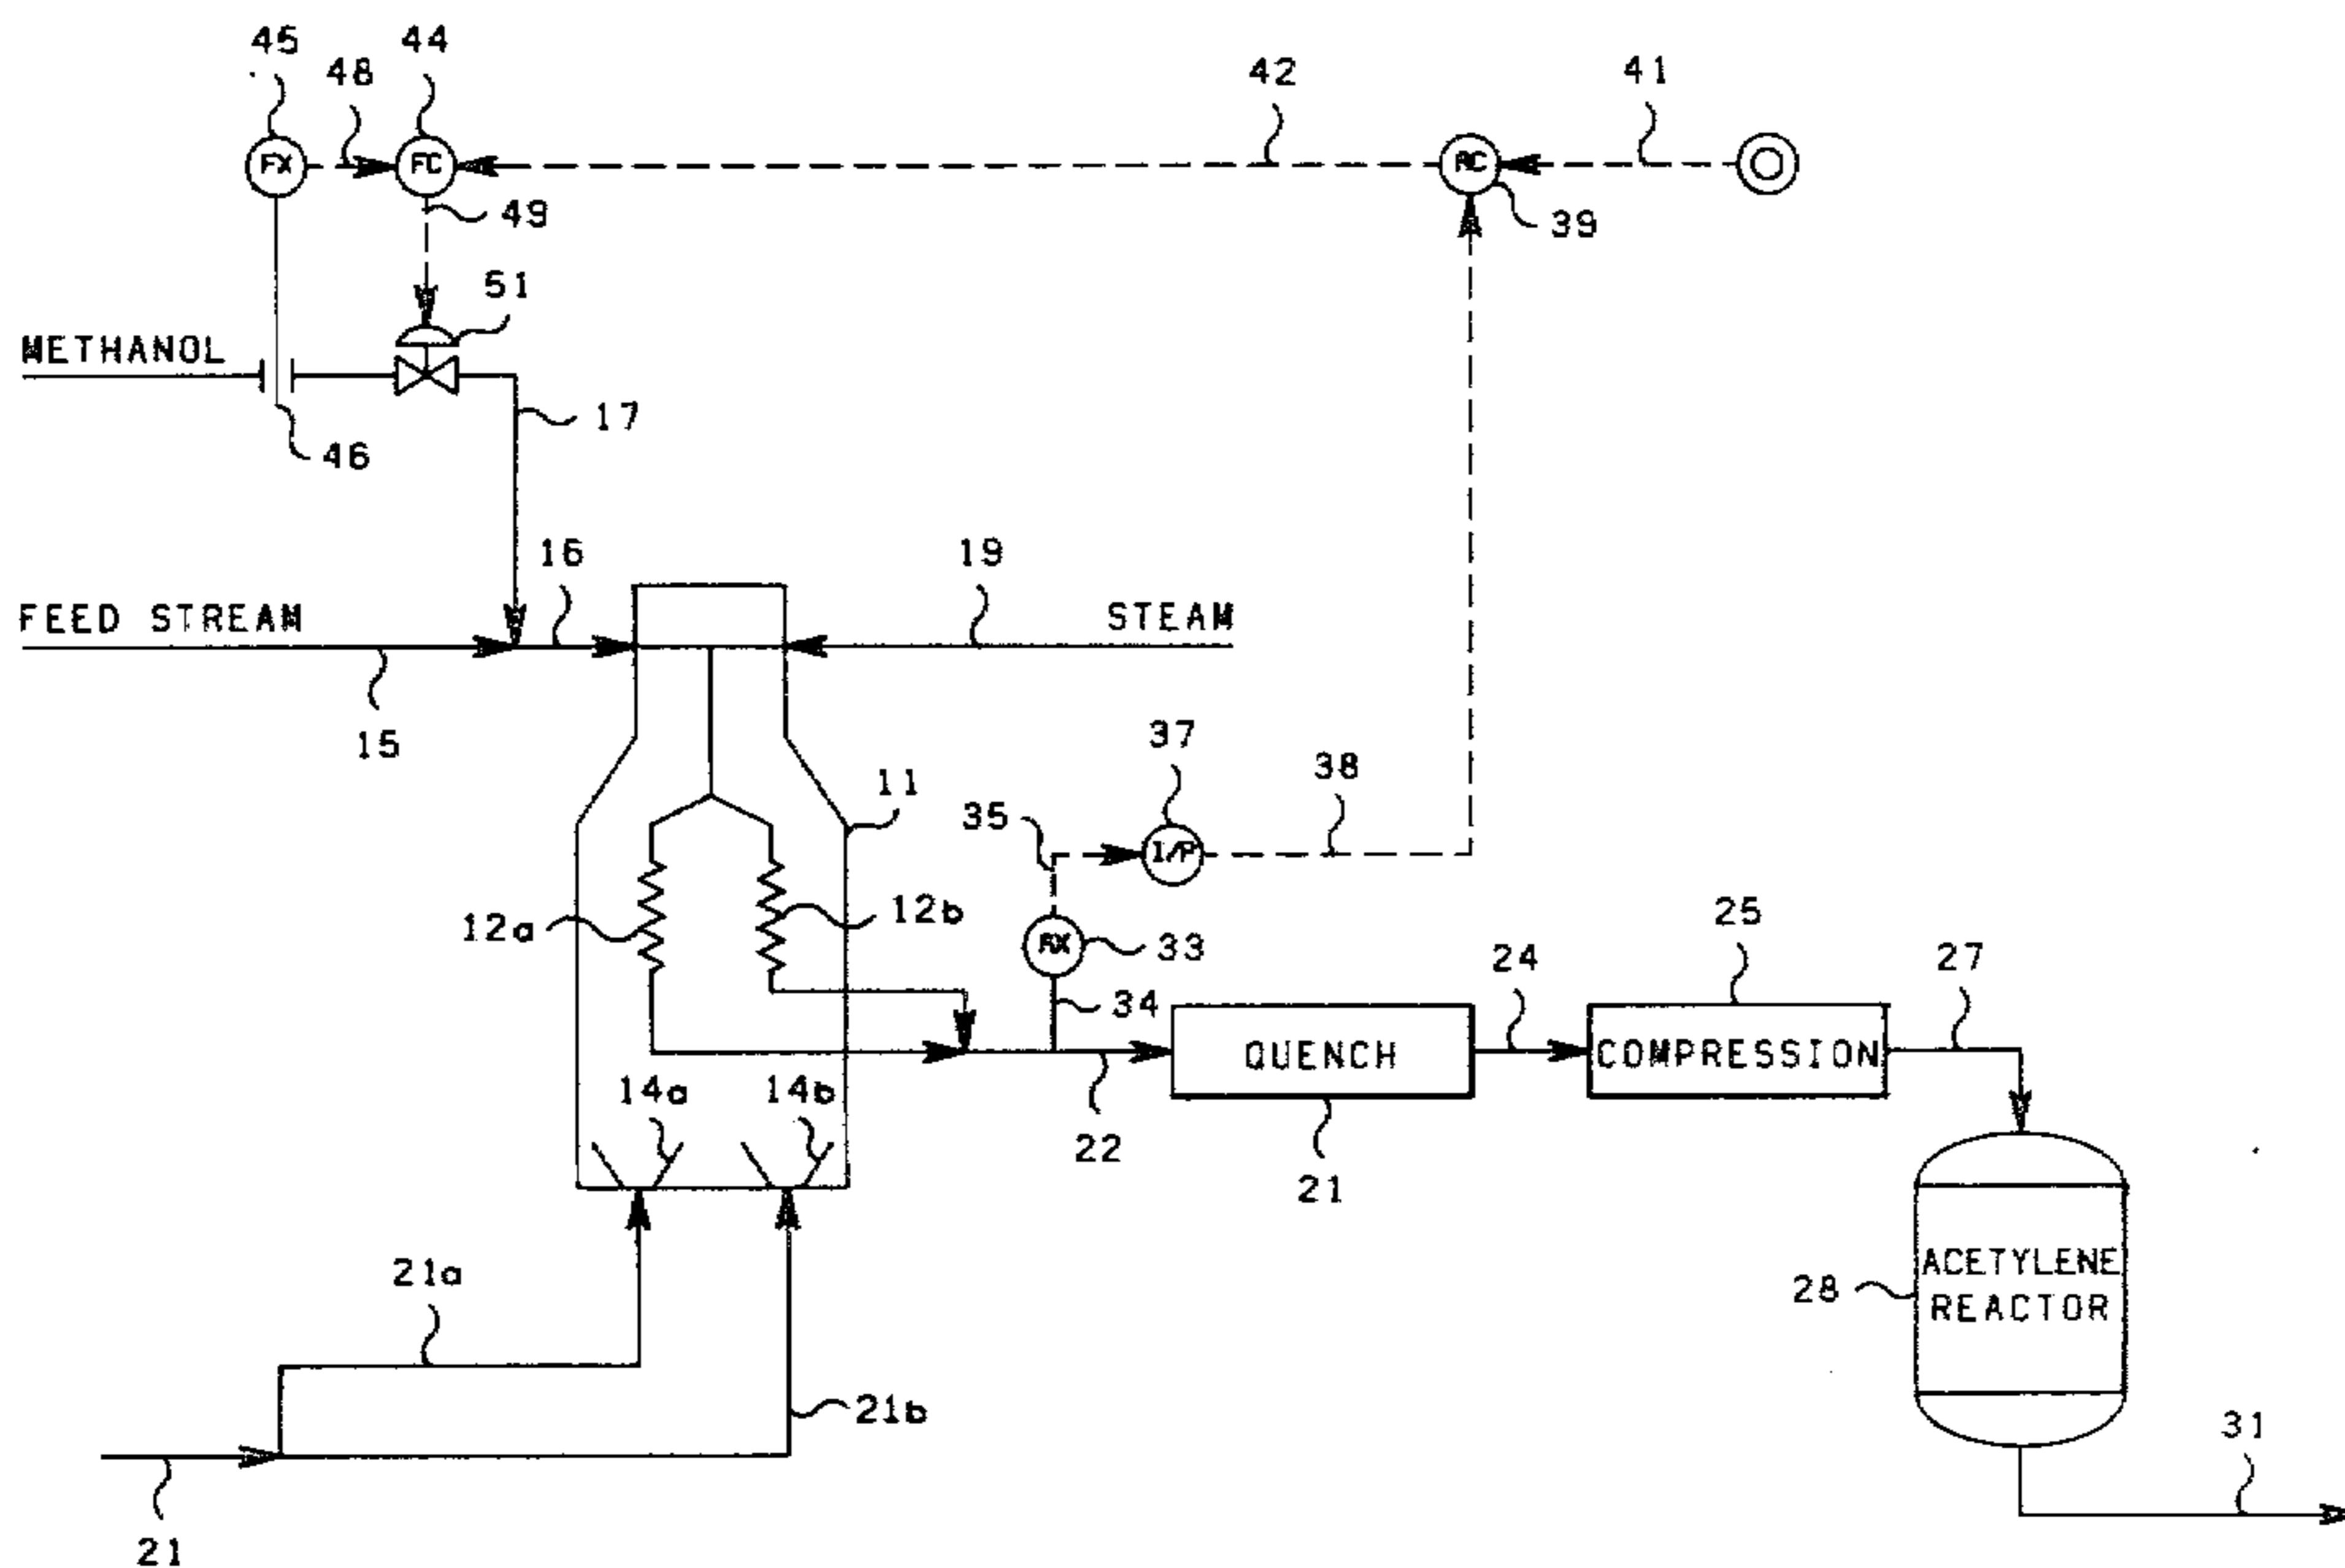 45
44
48
42
41
FX
FC
AC
49
39
51
METHANOL
17
46
16
19
FEED STREAM
STEAM
15
37
38
11
35
I/P
12a
12b
AX
33
34
24
25
27
QUENCH
COMPRESSION
14a
14b
22
21
21a
28
ACETYLENE
REACTOR
21b
31
21